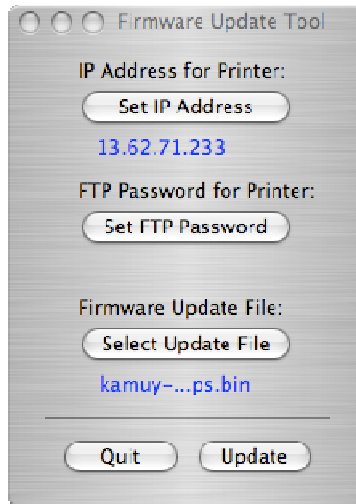 Firmware Update Tool
IP Address for Printer:
Set IP Address
13.62.71.233
FTP Password for Printer:
Set FTP Password
Firmware Update File:
Select Update File
kamuy-...ps.bin
Quit
Update